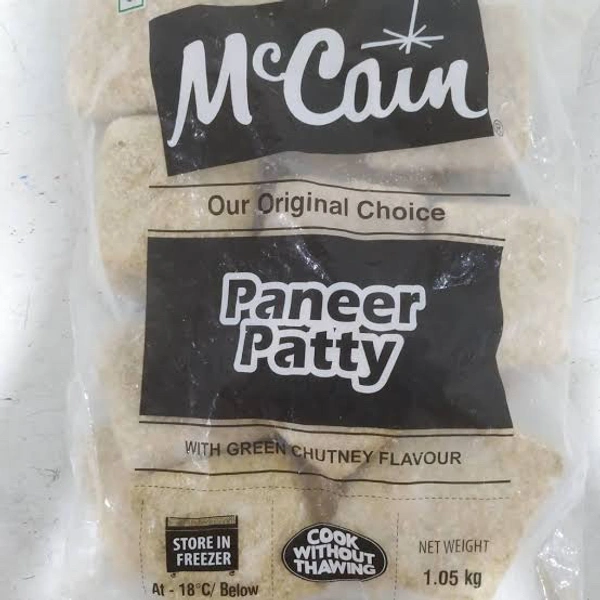 McCain
®
Our Original Choice
Paneer
Patty
WITH GREEN CHUTNEY FLAVOUR
STORE IN
FREEZER
At - 18°C/ Below
COOK
WITHOUT
THAWING
NET WEIGHT
1.05 kg